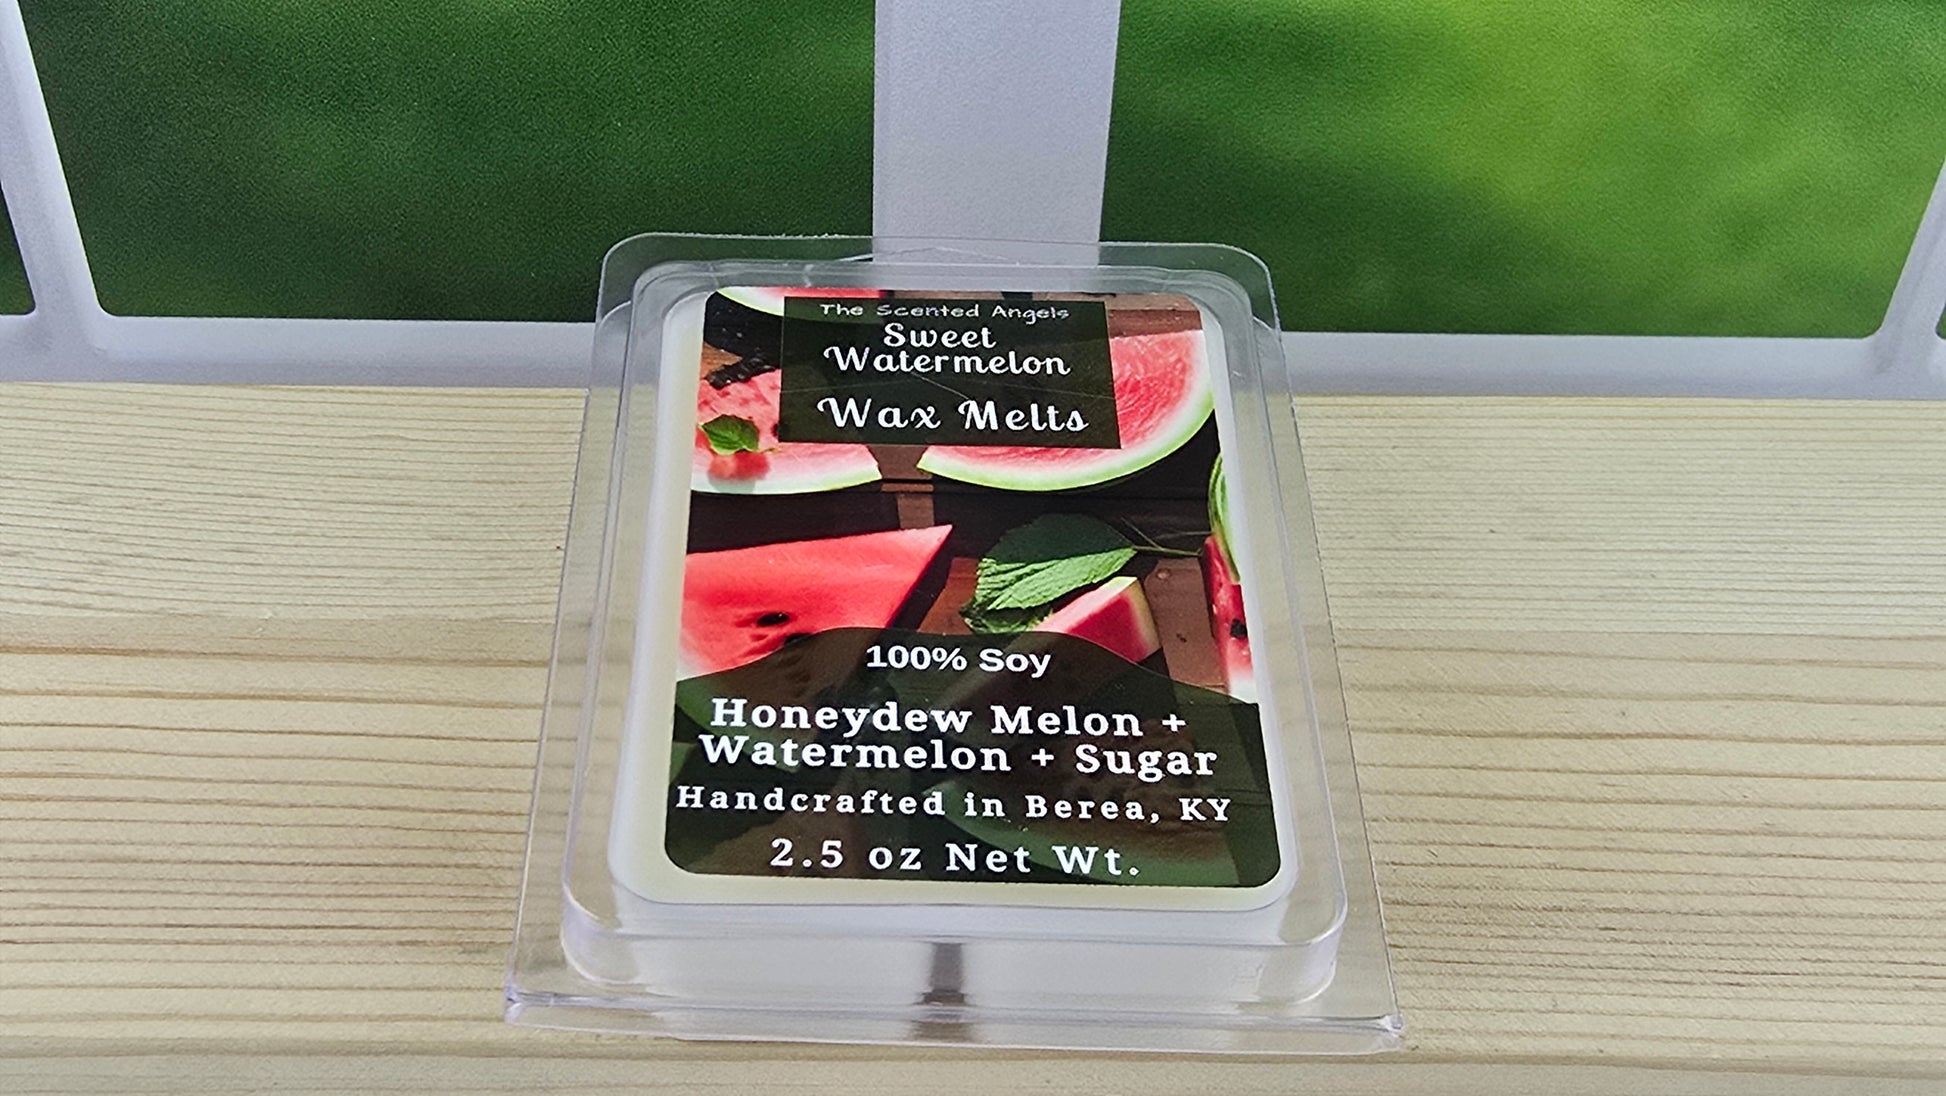 The Scented Angels
Sweet
Watermelon
Wax Melts
100% Soy
Honeydew Melon +
Watermelon + Sugar
Handcrafted in Berea, KY
2.5 oz Net Wt.